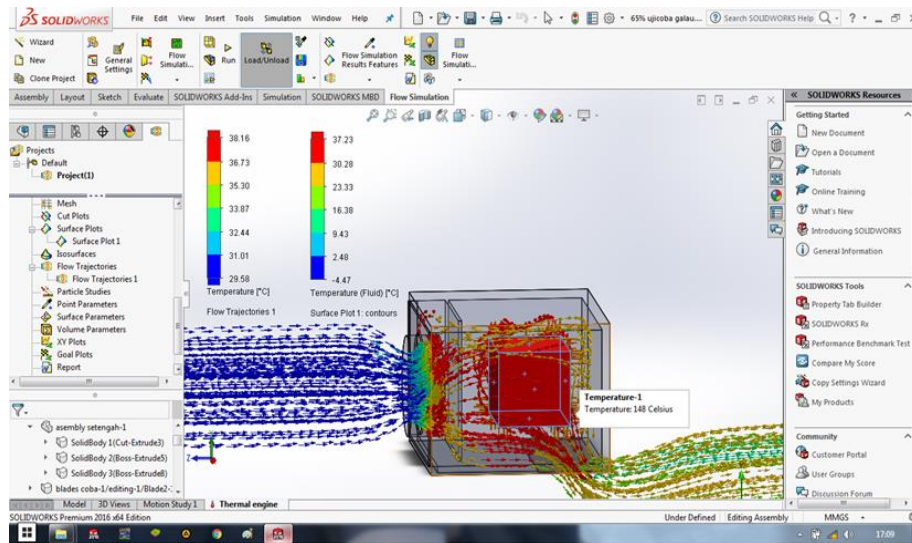 SOLIDWORKS
File Edit View Insert Tools Simulation Window Help
65% ujicoba galau...
Search SOLIDWORKS Help
Wizard
New
Clone Project
General Settings
Flow Simulati...
Run
Load/Unload
Flow Simulation Results Features
Flow Simulati...
Assembly Layout Sketch Evaluate SOLIDWORKS Add-Ins Simulation SOLIDWORKS MBD Flow Simulation
Projects
Default
Project(1)
Mesh
Cut Plots
Surface Plots
Surface Plot 1
Isosurfaces
Flow Trajectories
Flow Trajectories 1
Particle Studies
Point Parameters
Surface Parameters
Volume Parameters
XY Plots
Goal Plots
Report
asembly setengah-1
SolidBody 1(Cut-Extrude3)
SolidBody 2(Boss-Extrude5)
SolidBody 3(Boss-Extrude8)
blades coba-1/editing-1/Blade2-
38.16
36.73
35.30
33.87
32.44
31.01
29.58
Temperature [°C]
Flow Trajectories 1
37.23
30.28
23.33
16.38
9.43
2.48
-4.47
Temperature (Fluid) [°C]
Surface Plot 1: contours
Temperature-1
Temperature: 148 Celsius
Z
SOLIDWORKS Resources
Getting Started
New Document
Open a Document
Tutorials
Online Training
What's New
Introducing SOLIDWORKS
General Information
SOLIDWORKS Tools
Property Tab Builder
SOLIDWORKS Rx
Performance Benchmark Test
Compare My Score
Copy Settings Wizard
My Products
Community
Customer Portal
User Groups
Discussion Forum
Model 3D Views Motion Study 1 Thermal engine
SOLIDWORKS Premium 2016 x64 Edition
Under Defined Editing Assembly MMGS
17:09